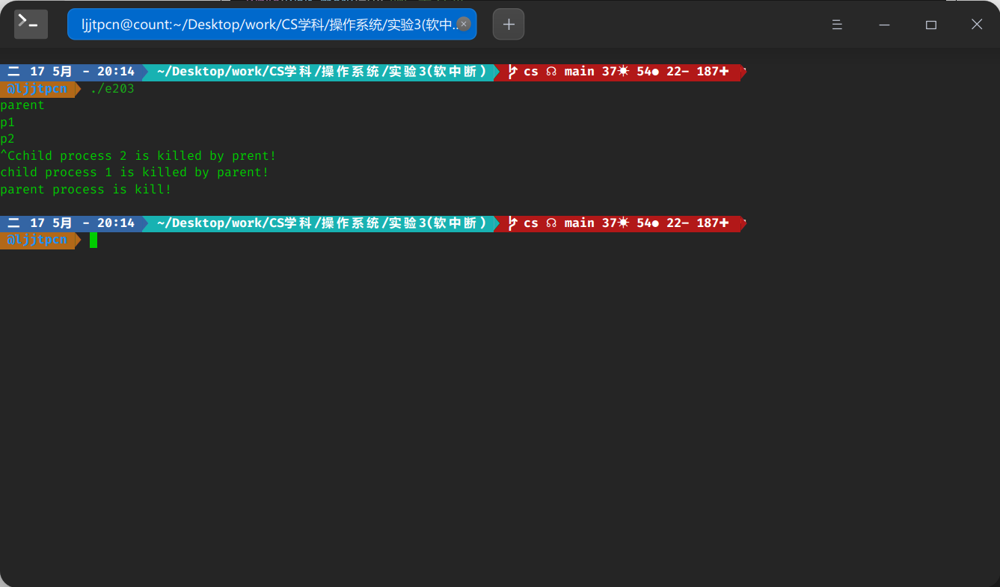 ljjtpcn@count:~/Desktop/work/CS学科/操作系统/实验3(软中..
二 17 5月 - 20:14 ~/Desktop/work/CS学科/操作系统/实验3(软中断) cs ☊ main 37☀ 54● 22− 187✚
@ljjtpcn ./e203
parent
p1
p2
^Cchild process 2 is killed by prent!
child process 1 is killed by parent!
parent process is kill!
二 17 5月 - 20:14 ~/Desktop/work/CS学科/操作系统/实验3(软中断) cs ☊ main 37☀ 54● 22− 187✚
@ljjtpcn